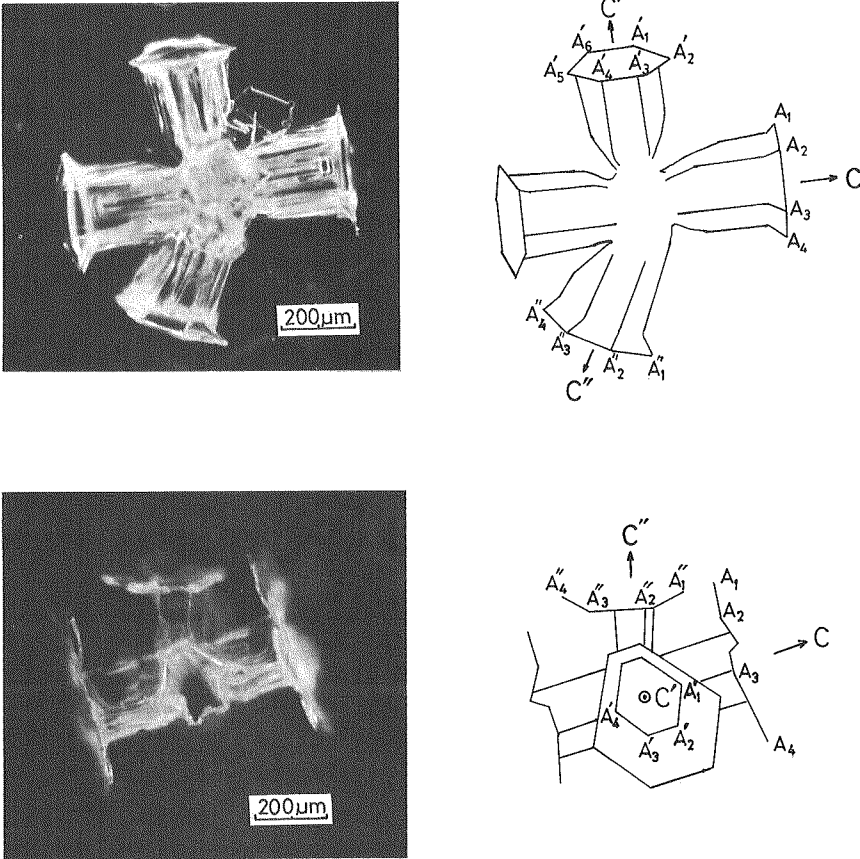 C''
A'₆
A'₁
A'₂
A'₅
A'₄
A'₃
A₁
A₂
C
A₃
A₄
200μm
A''₄
A''₃
A''₂
A''₁
C''
C''
A''₄
A''₃
A''₂
A''₁
A₁
A₂
C
A₃
C'
A'₁
A'₄
A'₂
A'₃
A₄
200μm